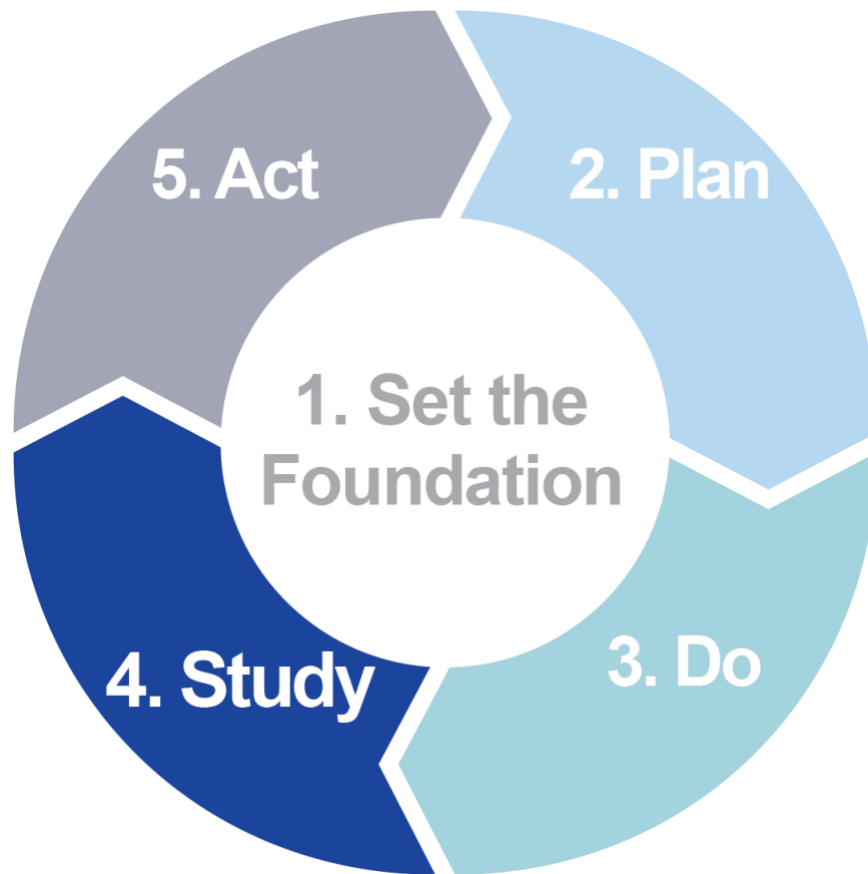 1. Set the
Foundation
2. Plan
3. Do
4. Study
5. Act